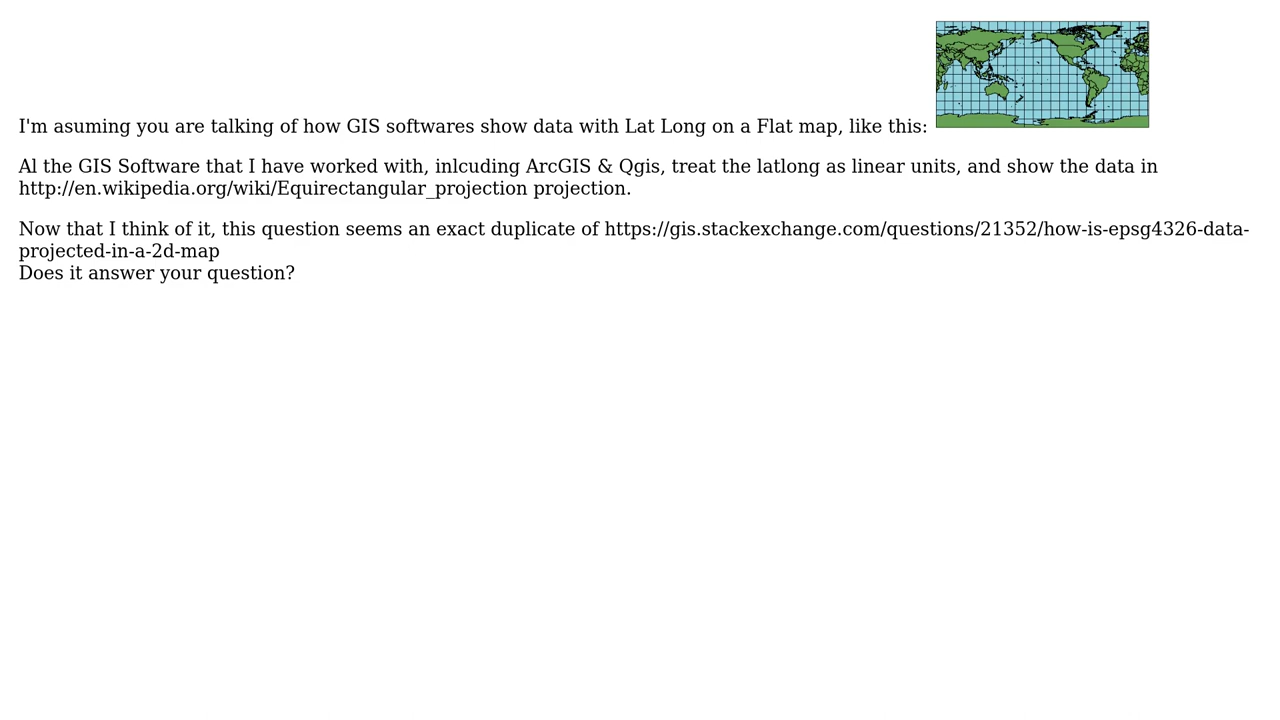 I'm asuming you are talking of how GIS softwares show data with Lat Long on a Flat map, like this:
Al the GIS Software that I have worked with, inlcuding ArcGIS & Qgis, treat the latlong as linear units, and show the data in
http://en.wikipedia.org/wiki/Equirectangular_projection projection.
Now that I think of it, this question seems an exact duplicate of https://gis.stackexchange.com/questions/21352/how-is-epsg4326-data-
projected-in-a-2d-map
Does it answer your question?